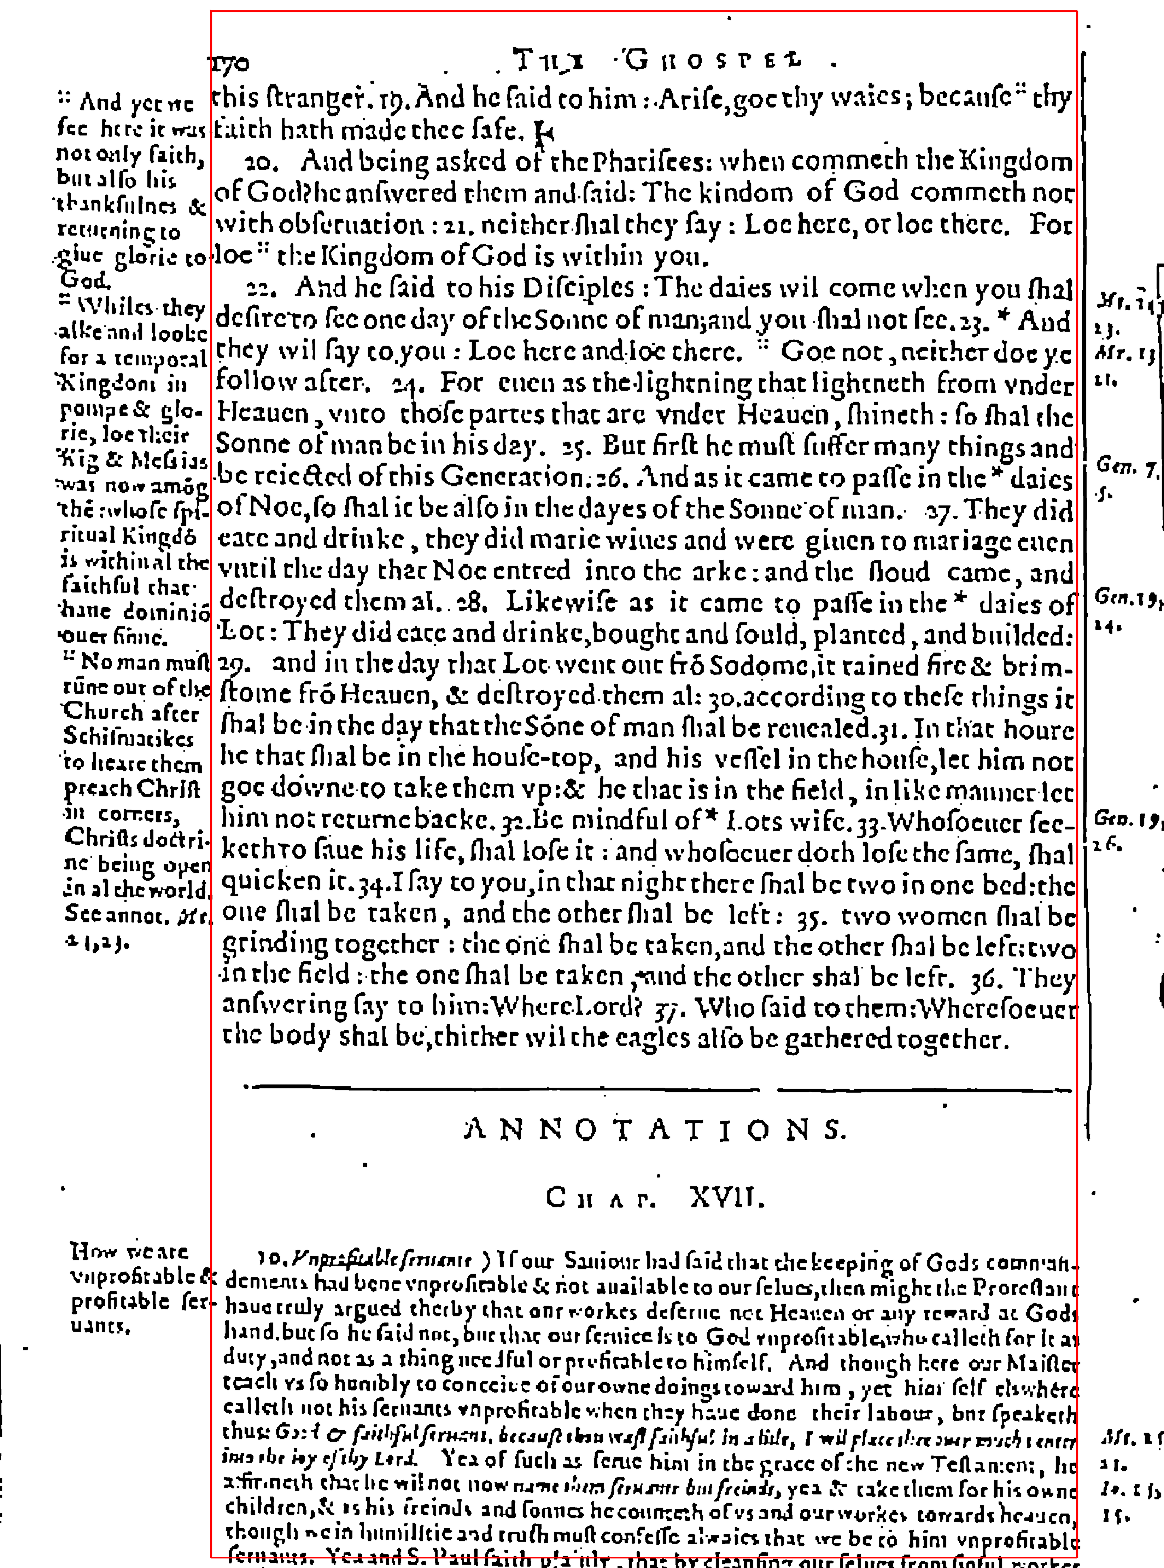 170 THE GHOSPEL.
this ſtranger. 19. And he ſaid to him: Ariſe, goe thy waies; becauſe" thy
faith hath made thee ſafe.
20. And being asked of the Phariſees: when commeth the Kingdom
of God? he anſwered them and ſaid: The kindom of God commeth not
with obſeruation: 21. neither ſhal they ſay: Loe here, or loe there. For
loe" the Kingdom of God is within you.
22. And he ſaid to his Diſciples: The daies wil come when you ſhal
deſire to ſee one day of the Sonne of man; and you ſhal not ſee. 23. * And
they wil ſay to you: Loe here and loe there. " Goe not, neither doe ye
follow after. 24. For euen as the lightning that lighteneth from vnder
Heauen, vnto thoſe partes that are vnder Heauen, ſhineth: ſo ſhal the
Sonne of man be in his day. 25. But firſt he muſt ſuffer many things and
be reiected of this Generation: 26. And as it came to paſſe in the * daies
of Noe, ſo ſhal it be alſo in the dayes of the Sonne of man. 27. They did
eate and drinke, they did marie wiues and were giuen to mariage euen
vntil the day that Noe entred into the arke: and the floud came, and
deſtroyed them al. 28. Likewiſe as it came to paſſe in the * daies of
Lot: They did eate and drinke, bought and ſould, planted, and builded:
29. and in the day that Lot went out frõ Sodome, it rained fire & brim-
ſtome frõ Heauen, & deſtroyed them al: 30. according to theſe things it
ſhal be in the day that the Sõne of man ſhal be reuealed. 31. In that houre
he that ſhal be in the houſe-top, and his veſſel in the houſe, let him not
goe downe to take them vp: & he that is in the field, in like manner let
him not returne backe. 32. Be mindful of * Lots wife. 33. Whoſoeuer ſee-
keth to ſaue his life, ſhal loſe it: and whoſoeuer doth loſe the ſame, ſhal
quicken it. 34. I ſay to you, in that night there ſhal be two in one bed: the
one ſhal be taken, and the other ſhal be left: 35. two women ſhal be
grinding together: the one ſhal be taken, and the other ſhal be left: two
in the field: the one ſhal be taken, and the other shal be left. 36. They
anſwering ſay to him: Where Lord? 37. Who ſaid to them: Whereſoeuer
the body shal be, thither wil the eagles alſo be gathered together.
" And yet we
ſee here it was
not only faith,
but alſo his
thankfulnes &
returning to
giue glorie to
God.
" Whiles they
aske and looke
for a temporal
Kingdom in
pompe & glo-
rie, loe their
Kĩg & Meſsias
was now amõg
thẽ: whoſe ſpi-
ritual Kingdõ
is within al the
faithful that
haue dominiõ
ouer ſinne.
" No man muſt
rũne out of the
Church after
Schiſmatikes
to heare them
preach Chriſt
in corners,
Chriſts doctri-
ne being open
in al the world.
See annot. Mt.
24,23.
Mt. 24,
23.
Mr. 13
21.
Gen. 7,
5.
Gen. 19,
24.
Gen. 19,
26.
ANNOTATIONS.
CHAP. XVII.
10. Vnprofitable ſeruants) If our Sauiour had ſaid that the keeping of Gods comman-
dements had bene vnprofitable & not auailable to our ſelues, then might the Proteſtant
haue truly argued therby that our workes deſerue not Heauen or any reward at Gods
hand. but ſo he ſaid not, but that our ſeruice is to God vnprofitable, who calleth for it as
duty, and not as a thing needful or profitable to himſelf. And though here our Maiſter
teach vs ſo humbly to conceiue of our owne doings toward him, yet him ſelf elswhere
calleth not his ſeruants vnprofitable when they haue done their labour, but ſpeaketh
thus: Good & faithful ſeruant, becauſe thou waſt faithful in a litle, I will place thee ouer much: enter
into the ioy of thy Lord. Yea of ſuch as ſerue him in the grace of the new Teſtament, he
affirmeth that he wil not now name them ſeruants but freinds, yea & take them for his owne
children, & as his freinds and ſonnes he counteth of vs and our workes towards heauen,
though we in humilitie and truth muſt confeſſe alwaies that we be to him vnprofitable
ſeruants. Yea and S. Paul ſaith plainly, that by cleanſing our ſelues from ſinful workes
How we are
vnprofitable &
profitable ſer-
uants.
Mt. 25
21.
Io. 15,
15.